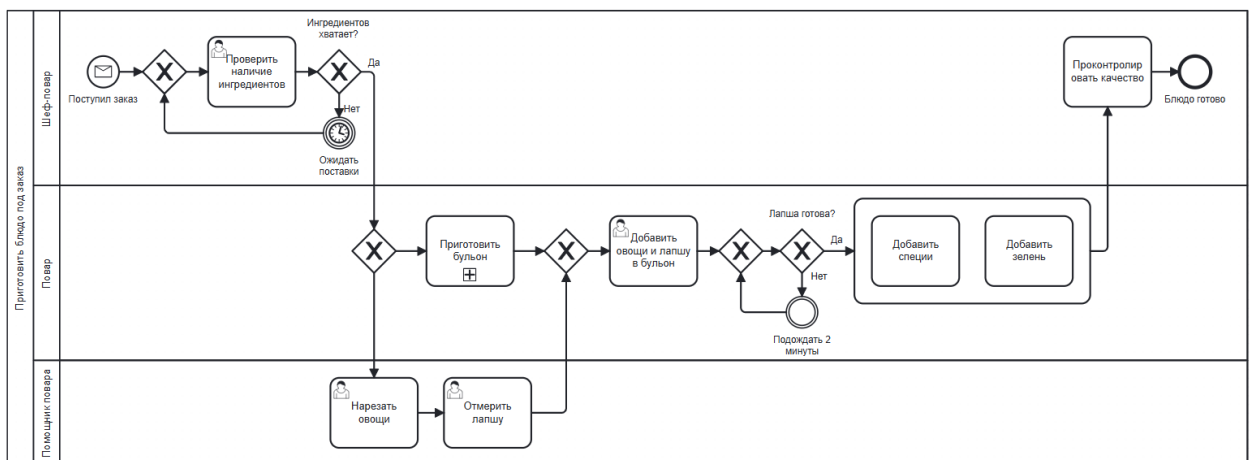 Приготовить блюдо под заказ
Шеф-повар
Поступил заказ
Проверить
наличие
ингредиентов
Ингредиентов
хватает?
Да
Нет
Ожидать
поставки
Проконтролир
овать качество
Блюдо готово
Повар
Приготовить
бульон
Добавить
овощи и лапшу
в бульон
Лапша готова?
Да
Нет
Подождать 2
минуты
Добавить
специи
Добавить
зелень
Помощник повара
Нарезать
овощи
Отмерить
лапшу